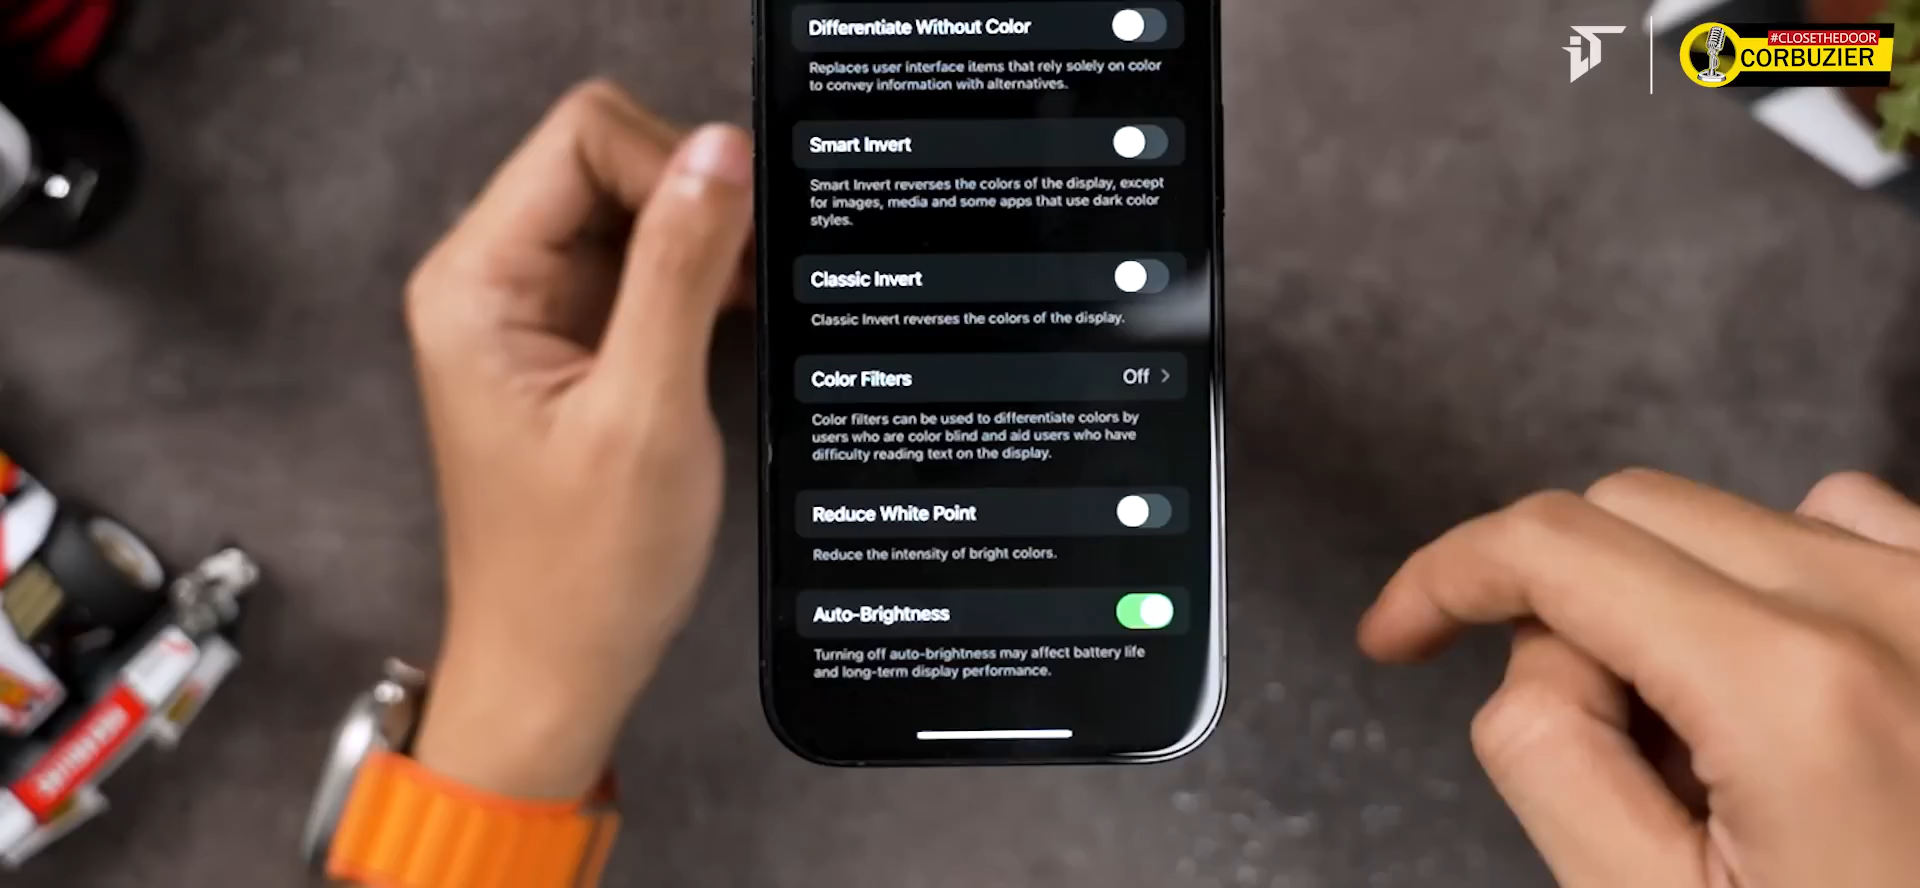 #CLOSETHEDOOR
CORBUZIER
Differentiate Without Color
Replaces user interface items that rely solely on color
to convey information with alternatives.
Smart Invert
Smart Invert reverses the colors of the display, except
for images, media and some apps that use dark color
styles.
Classic Invert
Classic Invert reverses the colors of the display.
Color Filters
Off
Color filters can be used to differentiate colors by
users who are color blind and aid users who have
difficulty reading text on the display.
Reduce White Point
Reduce the intensity of bright colors.
Auto-Brightness
Turning off auto-brightness may affect battery life
and long-term display performance.